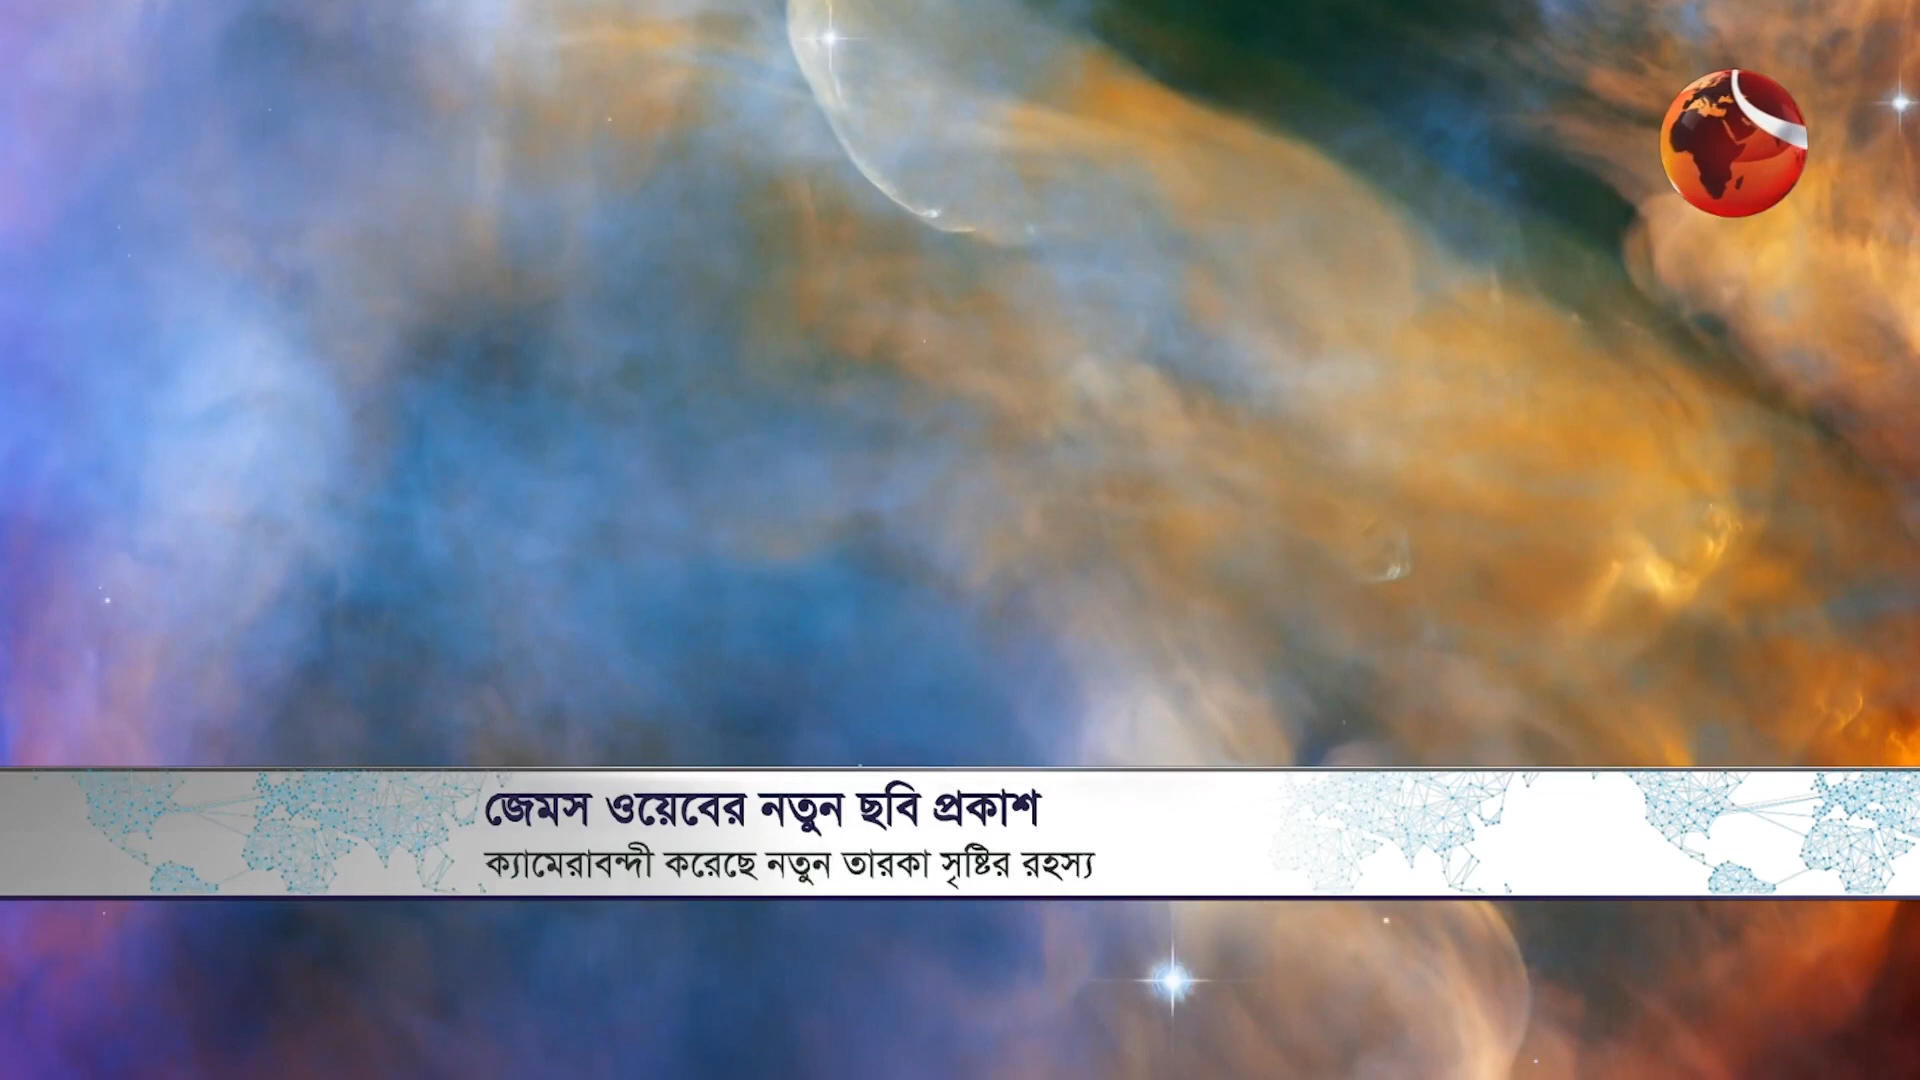 জেমস ওয়েবের নতুন ছবি প্রকাশ
ক্যামেরাবন্দী করেছে নতুন তারকা সৃষ্টির রহস্য